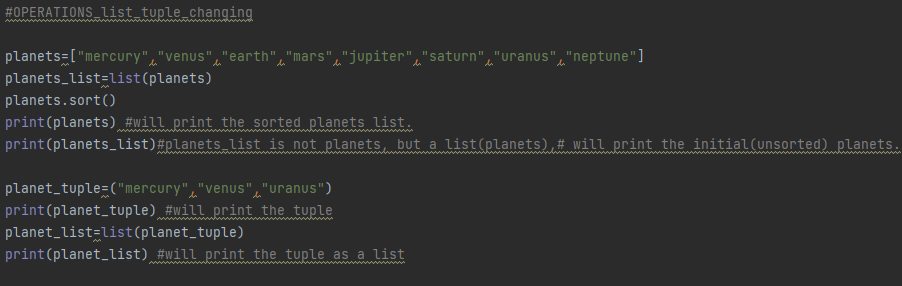 #OPERATIONS_list_tuple_changing
planets=["mercury","venus","earth","mars","jupiter","saturn","uranus","neptune"]
planets_list=list(planets)
planets.sort()
print(planets) #will print the sorted planets list.
print(planets_list)#planets_list is not planets, but a list(planets),# will print the initial(unsorted) planets.
planet_tuple=("mercury","venus","uranus")
print(planet_tuple) #will print the tuple
planet_list=list(planet_tuple)
print(planet_list) #will print the tuple as a list